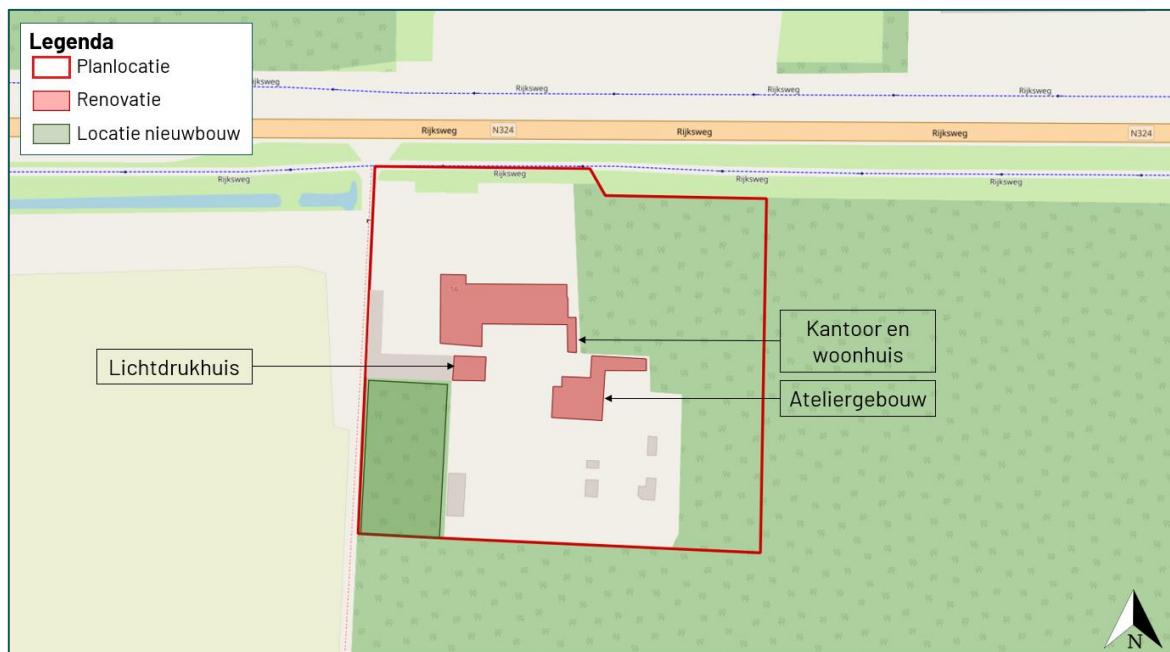 Legenda
Planlocatie
Renovatie
Locatie nieuwbouw
Rijksweg
Rijksweg
Rijksweg
Rijksweg
Rijksweg
N324
Rijksweg
Rijksweg
N324
Rijksweg
Rijksweg
Rijksweg
Rijksweg
Kantoor en
woonhuis
Lichtdrukhuis
Ateliergebouw
N